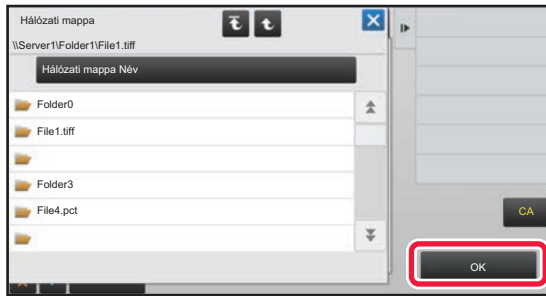 Hálózati mappa
\\Server1\Folder1\File1.tiff
Hálózati mappa Név
Folder0
File1.tiff
Folder3
File4.pct
CA
OK